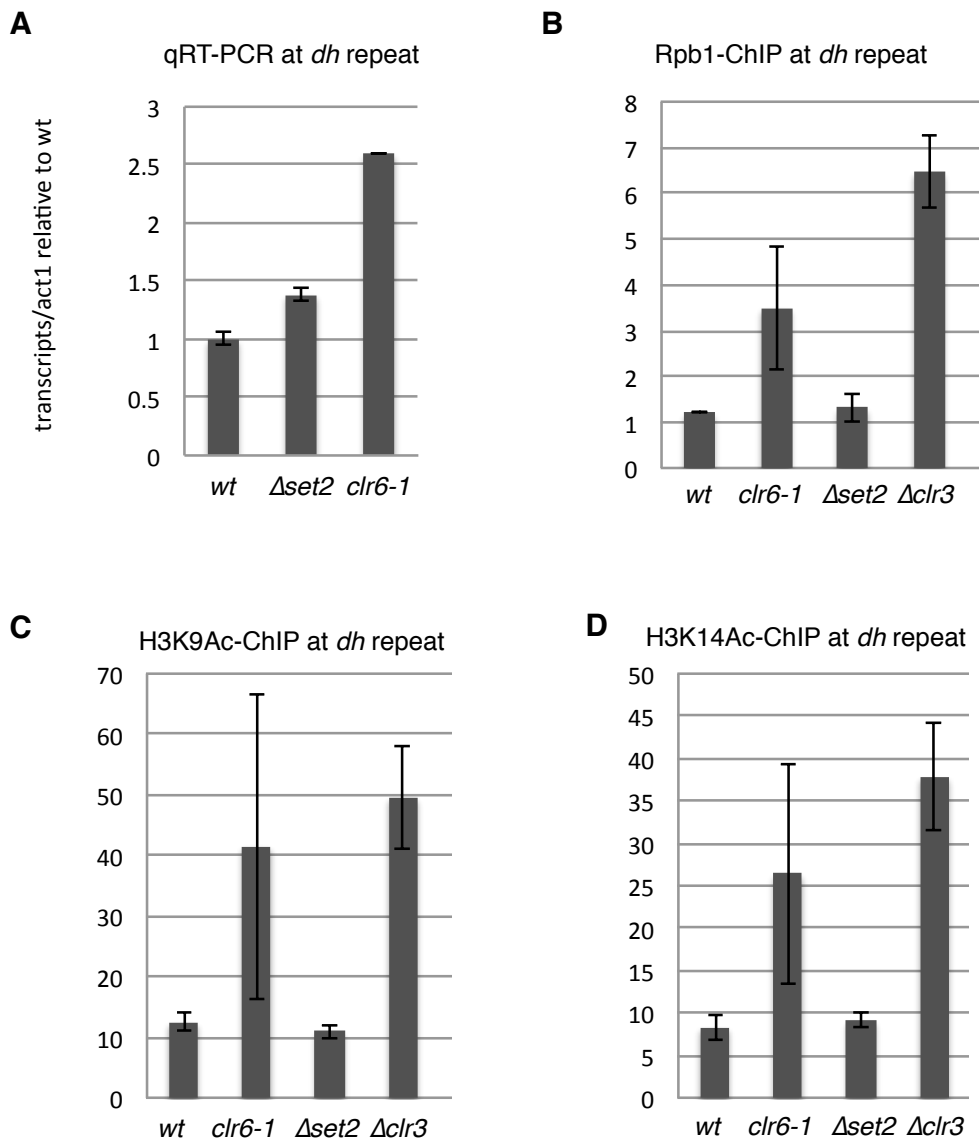 A
qRT-PCR at dh repeat
transcripts/act1 relative to wt
3
2.5
2
1.5
1
0.5
0
wt Δset2 clr6-1
B
Rpb1-ChIP at dh repeat
8
7
6
5
4
3
2
1
0
wt clr6-1 Δset2 Δclr3
C
H3K9Ac-ChIP at dh repeat
70
60
50
40
30
20
10
0
wt clr6-1 Δset2 Δclr3
D
H3K14Ac-ChIP at dh repeat
50
45
40
35
30
25
20
15
10
5
0
wt clr6-1 Δset2 Δclr3